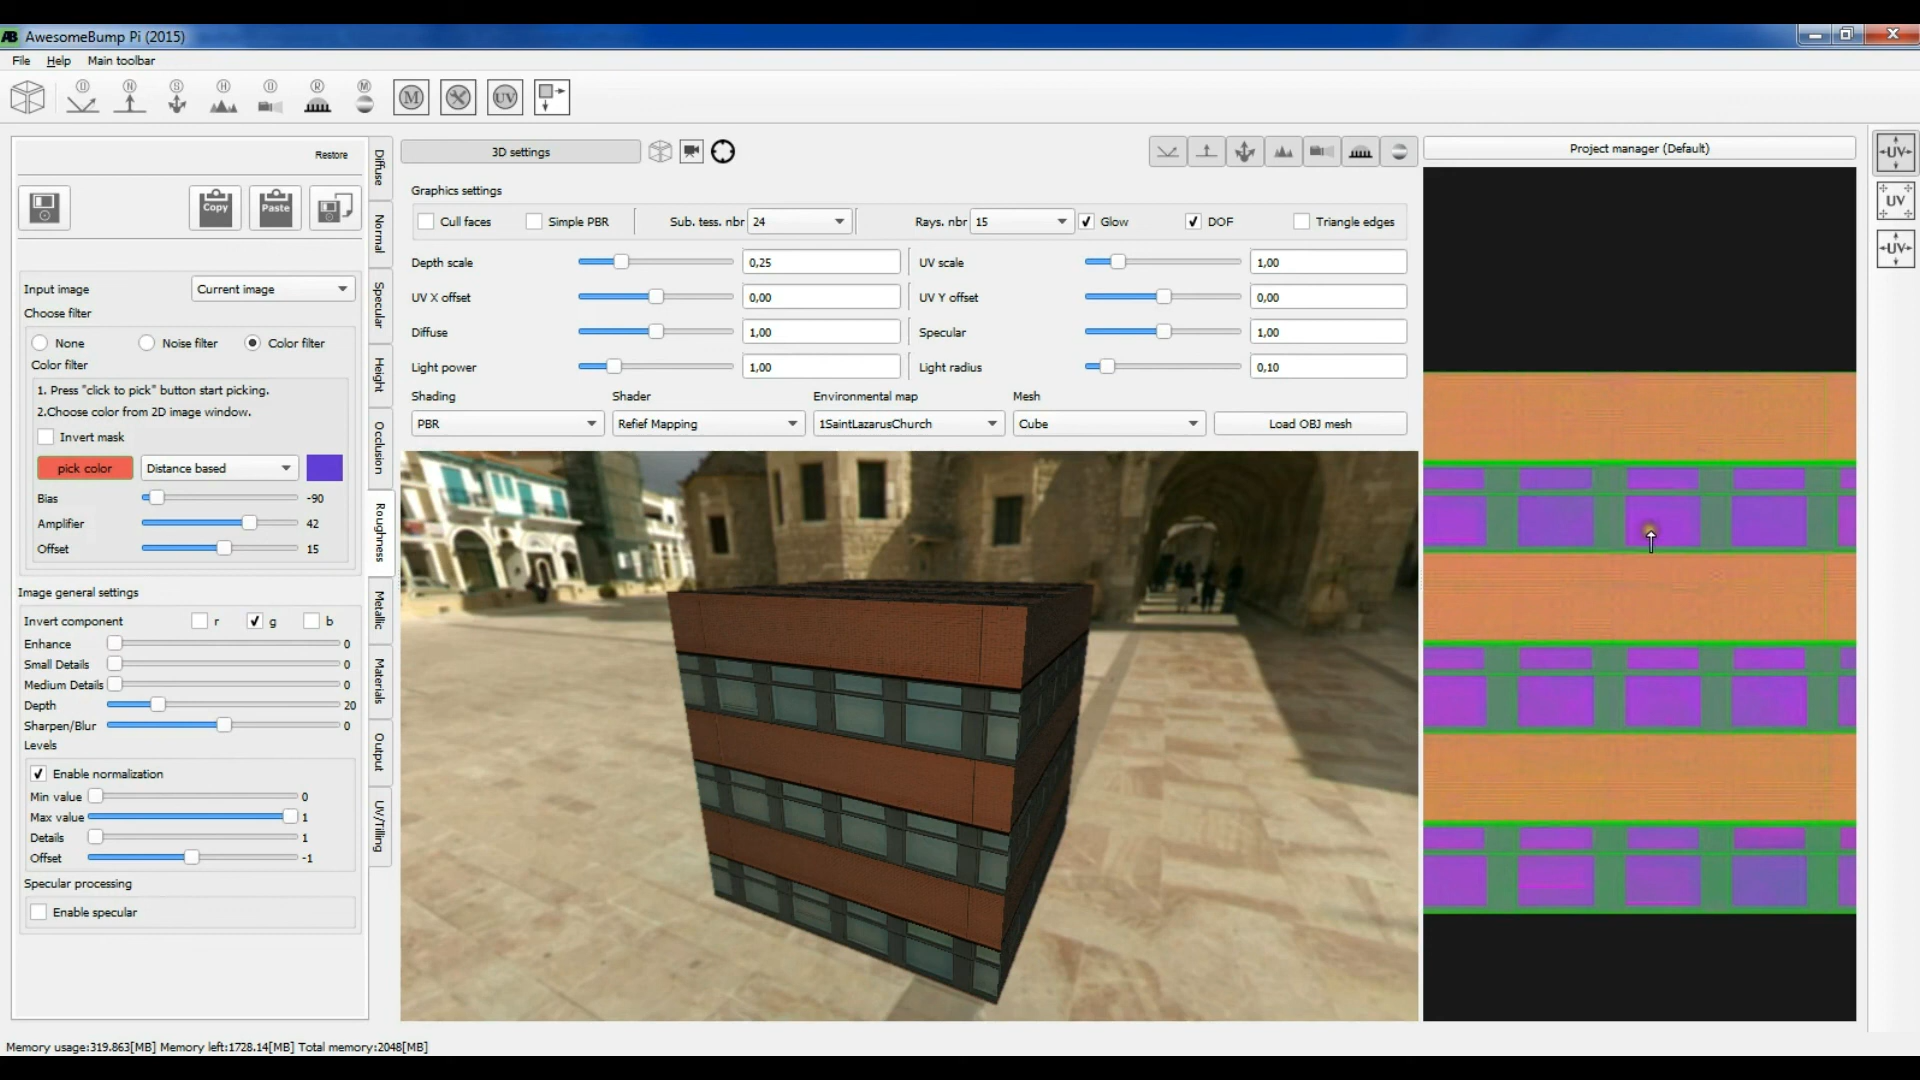 AB AwesomeBump Pi (2015)
File Help Main toolbar
D N S H O R M M UV
Restore
Copy Paste
Input image Current image
Choose filter
None Noise filter Color filter
Color filter
1. Press "click to pick" button start picking.
2.Choose color from 2D image window.
Invert mask
pick color Distance based
Bias -90
Amplifier 42
Offset 15
Image general settings
Invert component r g b
Enhance 0
Small Details 0
Medium Details 0
Depth 20
Sharpen/Blur 0
Levels
Enable normalization
Min value 0
Max value 1
Details 1
Offset -1
Specular processing
Enable specular
Diffuse
Normal
Specular
Height
Occlusion
Roughness
Metallic
Materials
Output
UV/Tilling
3D settings
Graphics settings
Cull faces Simple PBR Sub. tess. nbr 24 Rays. nbr 15 Glow DOF Triangle edges
Depth scale 0,25 UV scale 1,00
UV X offset 0,00 UV Y offset 0,00
Diffuse 1,00 Specular 1,00
Light power 1,00 Light radius 0,10
Shading Shader Environmental map Mesh
PBR Refief Mapping 1SaintLazarusChurch Cube Load OBJ mesh
Project manager (Default)
UV
UV
UV
Memory usage:319.863[MB] Memory left:1728.14[MB] Total memory:2048[MB]